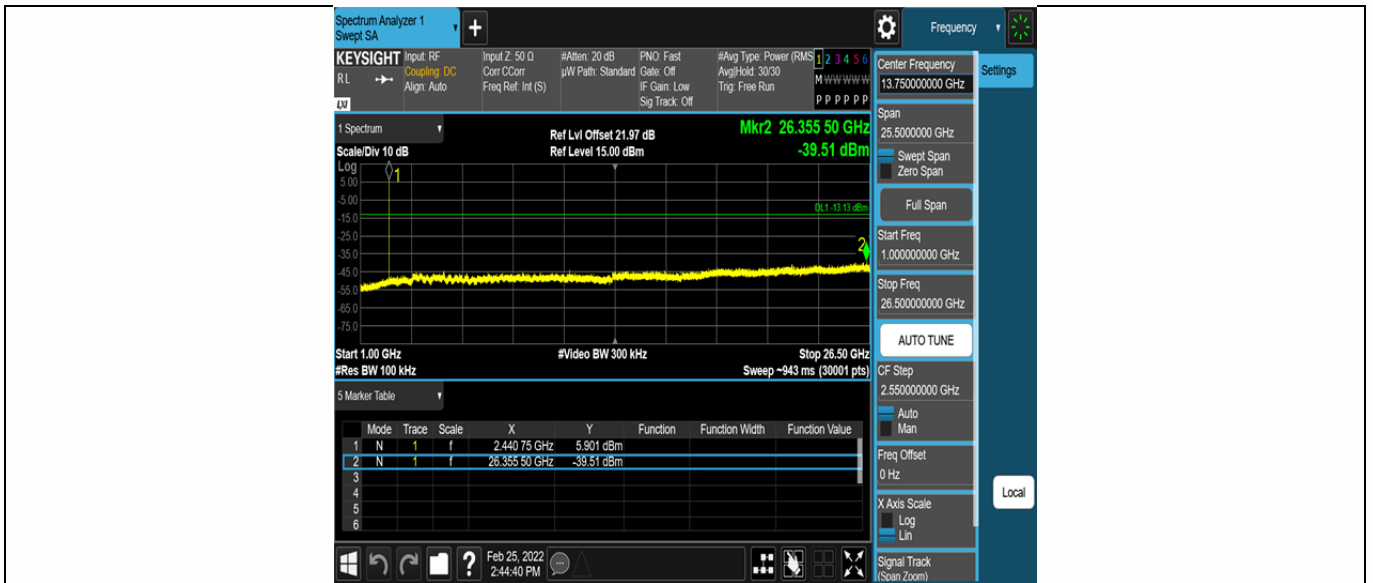 Spectrum Analyzer 1
Swept SA
+
Frequency
KEYSIGHT
RL
LXI
Input: RF
Coupling: DC
Align: Auto
Input Z: 50 Ω
Corr CCorr
Freq Ref: Int (S)
#Atten: 20 dB
µW Path: Standard
PNO: Fast
Gate: Off
IF Gain: Low
Sig Track: Off
#Avg Type: Power (RMS
Avg|Hold: 30/30
Trig: Free Run
1 2 3 4 5 6
M W W W W W
P P P P P P
1 Spectrum
Scale/Div 10 dB
Ref Lvl Offset 21.97 dB
Ref Level 15.00 dBm
Mkr2 26.355 50 GHz
-39.51 dBm
Log
1
5.00
-5.00
DL1 -13.13 dBm
-15.0
-25.0
2
-35.0
-45.0
-55.0
-65.0
-75.0
Start 1.00 GHz
#Video BW 300 kHz
Stop 26.50 GHz
#Res BW 100 kHz
Sweep ~943 ms (30001 pts)
5 Marker Table
Mode Trace Scale X Y Function Function Width Function Value
1 N 1 f 2.440 75 GHz 5.901 dBm
2 N 1 f 26.355 50 GHz -39.51 dBm
3
4
5
6
?
Feb 25, 2022
2:44:40 PM
Center Frequency
13.750000000 GHz
Settings
Span
25.5000000 GHz
Swept Span
Zero Span
Full Span
Start Freq
1.000000000 GHz
Stop Freq
26.500000000 GHz
AUTO TUNE
CF Step
2.550000000 GHz
Auto
Man
Freq Offset
0 Hz
X Axis Scale
Log
Lin
Signal Track
(Span Zoom)
Local